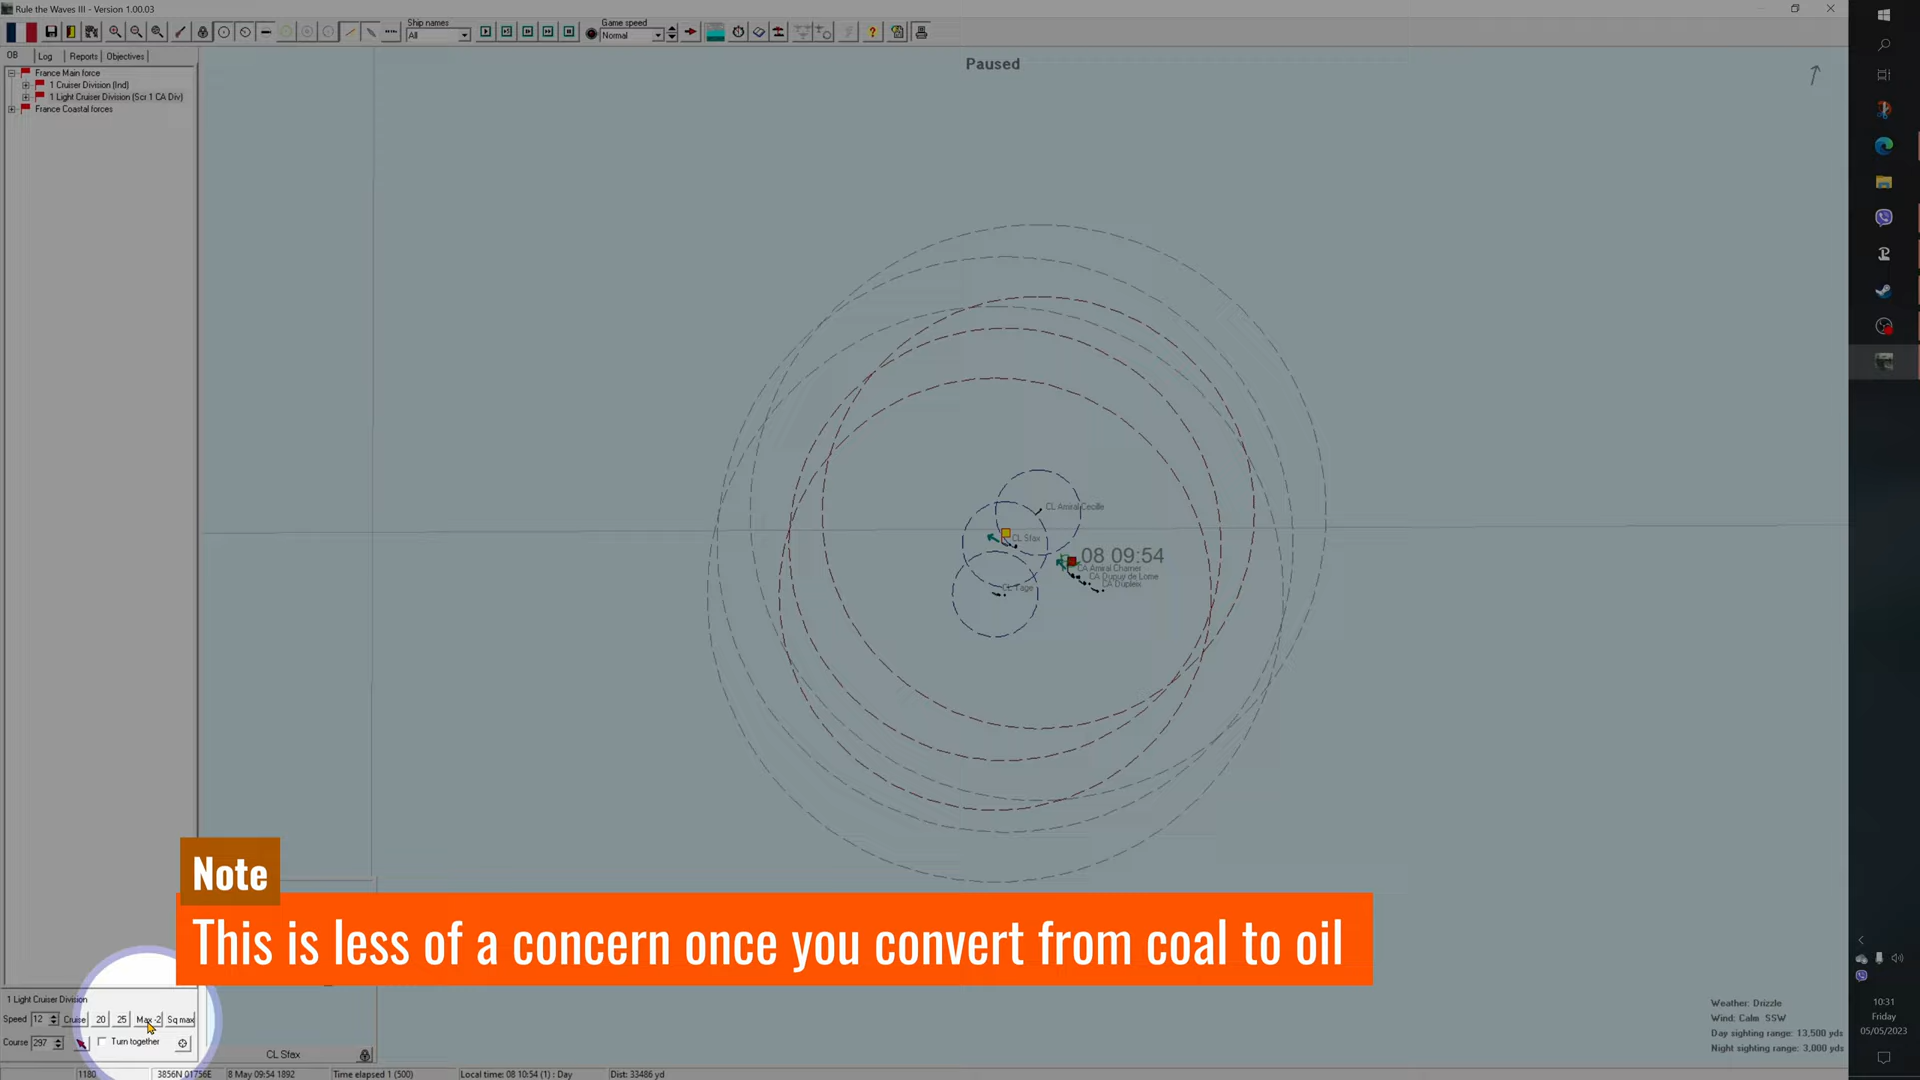 Rule the Waves III - Version 1.00.03
Ship names
All
Game speed
Normal
OB
Log
Reports
Objectives
France Main force
1 Cruiser Division (Ind)
1 Light Cruiser Division (Scr 1 CA Div)
France Coastal forces
Paused
CL Amiral Cecille
CL Sfax
08 09:54
CA Amiral Charner
CA Dupuy de Lome
CA Dupleix
CL Tage
Note
This is less of a concern once you convert from coal to oil
1 Light Cruiser Division
Speed 12 Cruise 20 25 Max -2 Sq max
Course 297 Turn together
CL Sfax
Weather: Drizzle
Wind: Calm SSW
Day sighting range: 13,500 yds
Night sighting range: 3,000 yds
1180
3856N 01756E
8 May 09:54 1892
Time elapsed 1 (500)
Local time: 08 10:54 (1) : Day
Dist: 33486 yd
10:31
Friday
05/05/2023